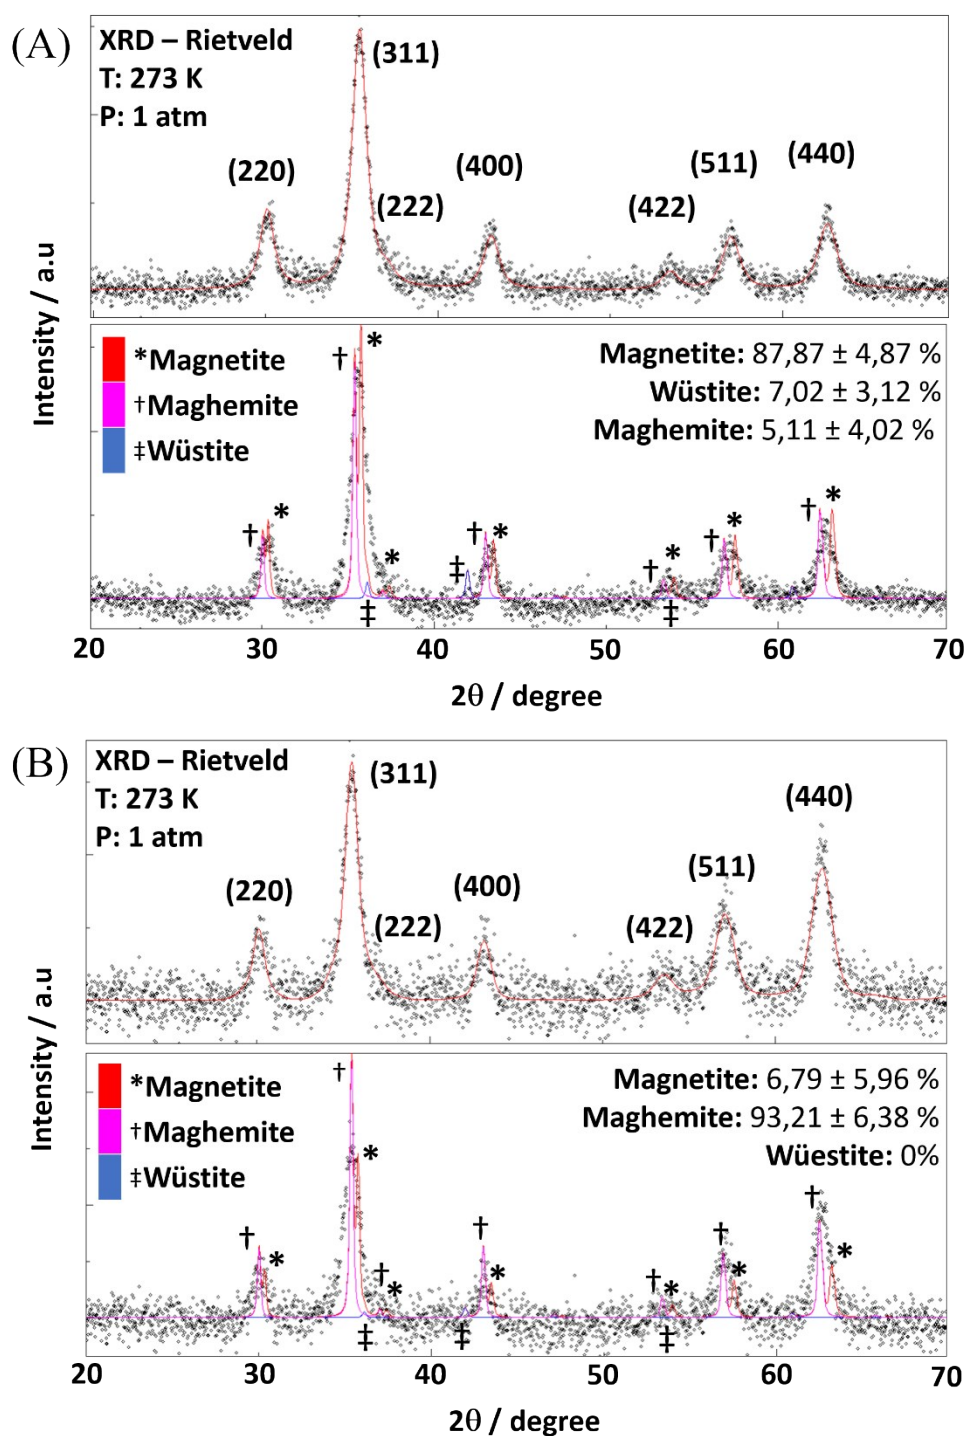 (A)
XRD – Rietveld
T: 273 K
P: 1 atm
(311)
(220)
(222)
(400)
(422)
(511)
(440)
Intensity / a.u
*Magnetite
†Maghemite
‡Wüstite
Magnetite: 87,87 ± 4,87 %
Wüstite: 7,02 ± 3,12 %
Maghemite: 5,11 ± 4,02 %
† * † * * ‡ ‡ † * † * ‡ † * † *
20 30 40 50 60 70
2θ / degree
(B)
XRD – Rietveld
T: 273 K
P: 1 atm
(311)
(220)
(222)
(400)
(422)
(511)
(440)
Intensity / a.u
*Magnetite
†Maghemite
‡Wüstite
Magnetite: 6,79 ± 5,96 %
Maghemite: 93,21 ± 6,38 %
Wüestite: 0%
† * † * † * ‡ ‡ † * † * ‡ † * † *
20 30 40 50 60 70
2θ / degree